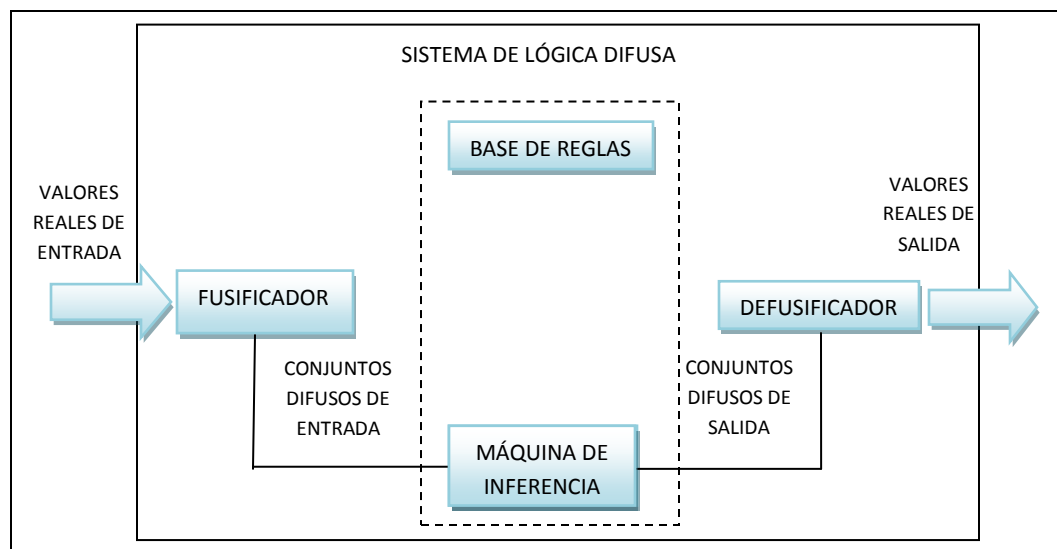 SISTEMA DE LÓGICA DIFUSA
BASE DE REGLAS
VALORES
REALES DE
ENTRADA
VALORES
REALES DE
SALIDA
FUSIFICADOR
DEFUSIFICADOR
CONJUNTOS
DIFUSOS DE
ENTRADA
CONJUNTOS
DIFUSOS DE
SALIDA
MÁQUINA DE
INFERENCIA